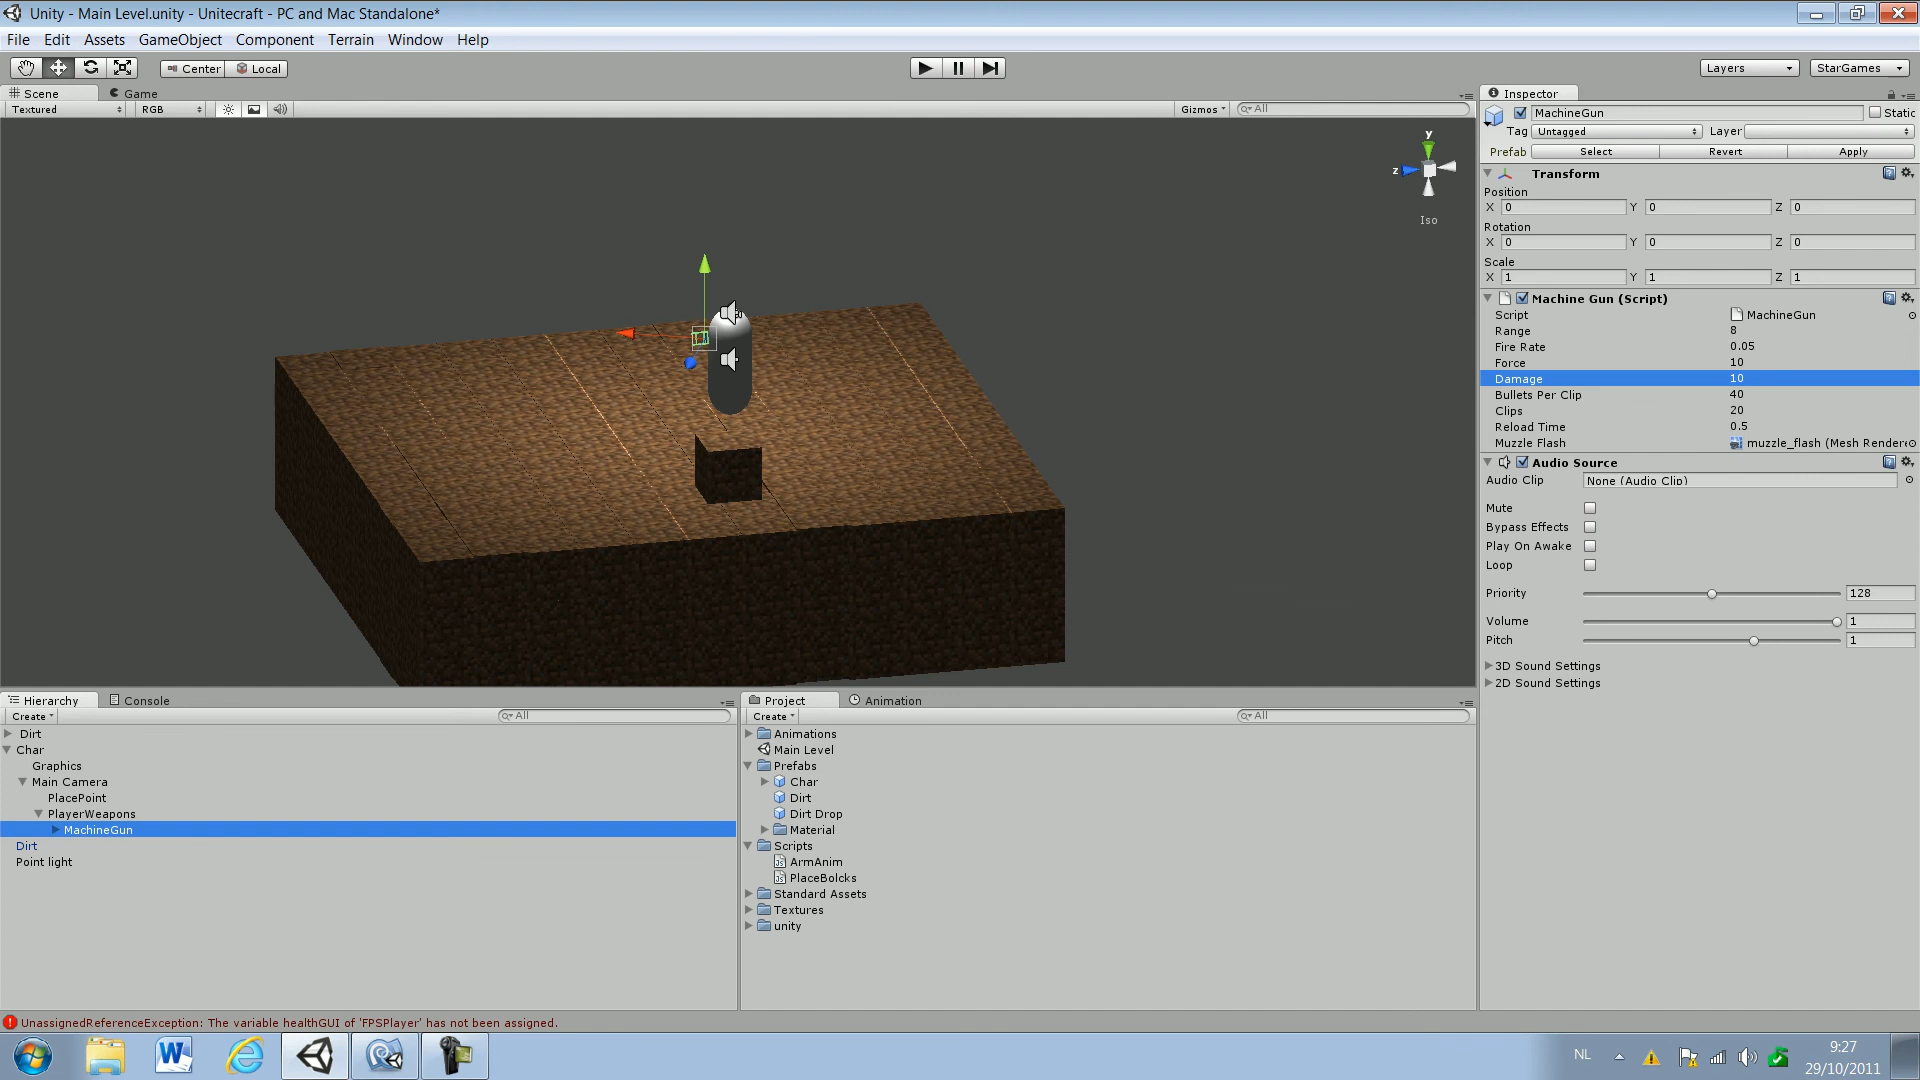 Unity - Main Level.unity - Unitecraft - PC and Mac Standalone*
File Edit Assets GameObject Component Terrain Window Help
Center Local Layers StarGames
Scene Game
Textured RGB Gizmos All
y
z
Iso
Inspector
MachineGun Static
Tag Untagged Layer
Prefab Select Revert Apply
Transform
Position
X 0 Y 0 Z 0
Rotation
X 0 Y 0 Z 0
Scale
X 1 Y 1 Z 1
Machine Gun (Script)
Script MachineGun
Range 8
Fire Rate 0.05
Force 10
Damage 10
Bullets Per Clip 40
Clips 20
Reload Time 0.5
Muzzle Flash muzzle_flash (Mesh Rendere
Audio Source
Audio Clip None (Audio Clip)
Mute
Bypass Effects
Play On Awake
Loop
Priority 128
Volume 1
Pitch 1
3D Sound Settings
2D Sound Settings
Hierarchy Console
Create All
Dirt
Char
Graphics
Main Camera
PlacePoint
PlayerWeapons
MachineGun
Dirt
Point light
Project Animation
Create All
Animations
Main Level
Prefabs
Char
Dirt
Dirt Drop
Material
Scripts
ArmAnim
PlaceBolcks
Standard Assets
Textures
unity
UnassignedReferenceException: The variable healthGUI of 'FPSPlayer' has not been assigned.
NL
9:27
29/10/2011